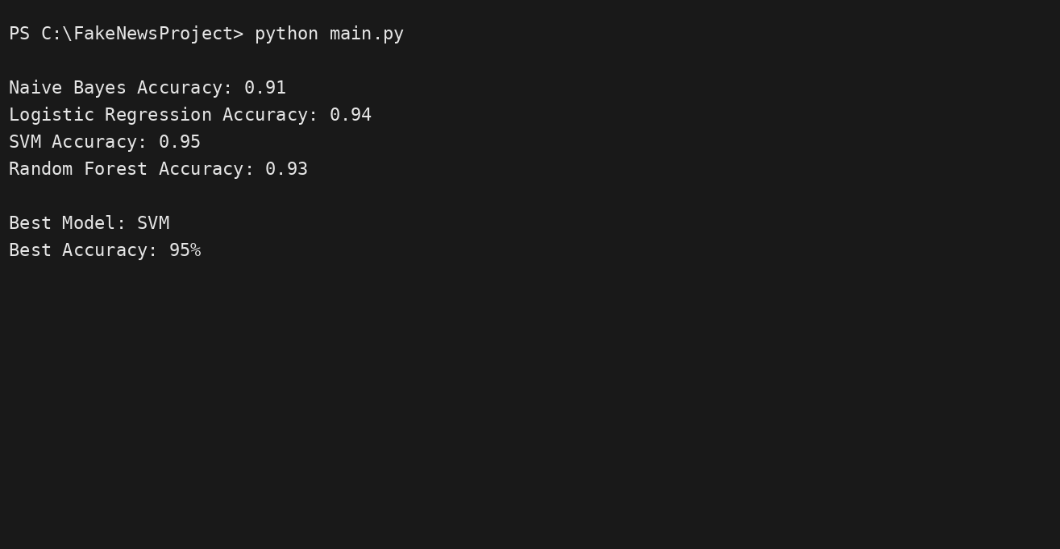 PS C:\FakeNewsProject> python main.py
Naive Bayes Accuracy: 0.91
Logistic Regression Accuracy: 0.94
SVM Accuracy: 0.95
Random Forest Accuracy: 0.93
Best Model: SVM
Best Accuracy: 95%